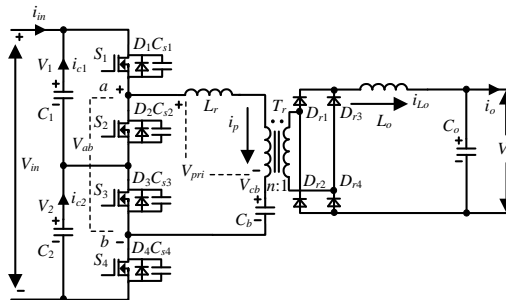 i_in
+
S_1
D_1 C_s1
V_1
i_c1
+
C_1
a
+
L_r
+
T_r
D_r1
D_r3
i_Lo
L_o
i_o
S_2
D_2 C_s2
i_p
C_o
+
V_in
V_ab
V_pri
V
V_2
i_c2
+
C_2
S_3
D_3 C_s3
V_cb
n:1
D_r2
D_r4
+
C_b
b
S_4
D_4 C_s4